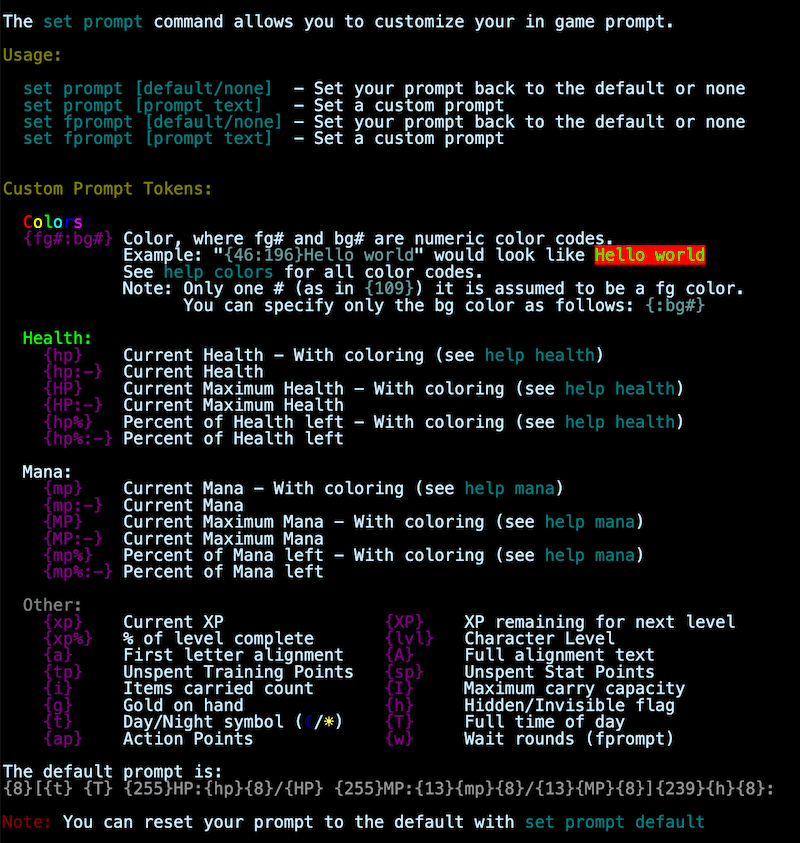 The set prompt command allows you to customize your in game prompt.
Usage:
set prompt [default/none] - Set your prompt back to the default or none
set prompt [prompt text] - Set a custom prompt
set fprompt [default/none] - Set your prompt back to the default or none
set fprompt [prompt text] - Set a custom prompt
Custom Prompt Tokens:
Colors:
{fg#:bg#} Color, where fg# and bg# are numeric color codes.
Example: "{46:196}Hello world" would look like Hello world
See help colors for all color codes.
Note: Only one # (as in {109}) it is assumed to be a fg color.
You can specify only the bg color as follows: {:bg#}
Health:
{hp} Current Health - With coloring (see help health)
{hp:-} Current Health
{HP} Current Maximum Health - With coloring (see help health)
{HP:-} Current Maximum Health
{hp%} Percent of Health left - With coloring (see help health)
{hp%:-} Percent of Health left
Mana:
{mp} Current Mana - With coloring (see help mana)
{mp:-} Current Mana
{MP} Current Maximum Mana - With coloring (see help mana)
{MP:-} Current Maximum Mana
{mp%} Percent of Mana left - With coloring (see help mana)
{mp%:-} Percent of Mana left
Other:
{xp} Current XP {XP} XP remaining for next level
{xp%} % of level complete {lvl} Character Level
{a} First letter alignment {A} Full alignment text
{tp} Unspent Training Points {sp} Unspent Stat Points
{i} Items carried count {I} Maximum carry capacity
{g} Gold on hand {h} Hidden/Invisible flag
{t} Day/Night symbol ( /*) {T} Full time of day
{ap} Action Points {w} Wait rounds (fprompt)
The default prompt is:
{8}[{t} {T} {255}HP:{hp}{8}/{HP} {255}MP:{13}{mp}{8}/{13}{MP}{8}]{239}{h}{8}:
Note: You can reset your prompt to the default with set prompt default